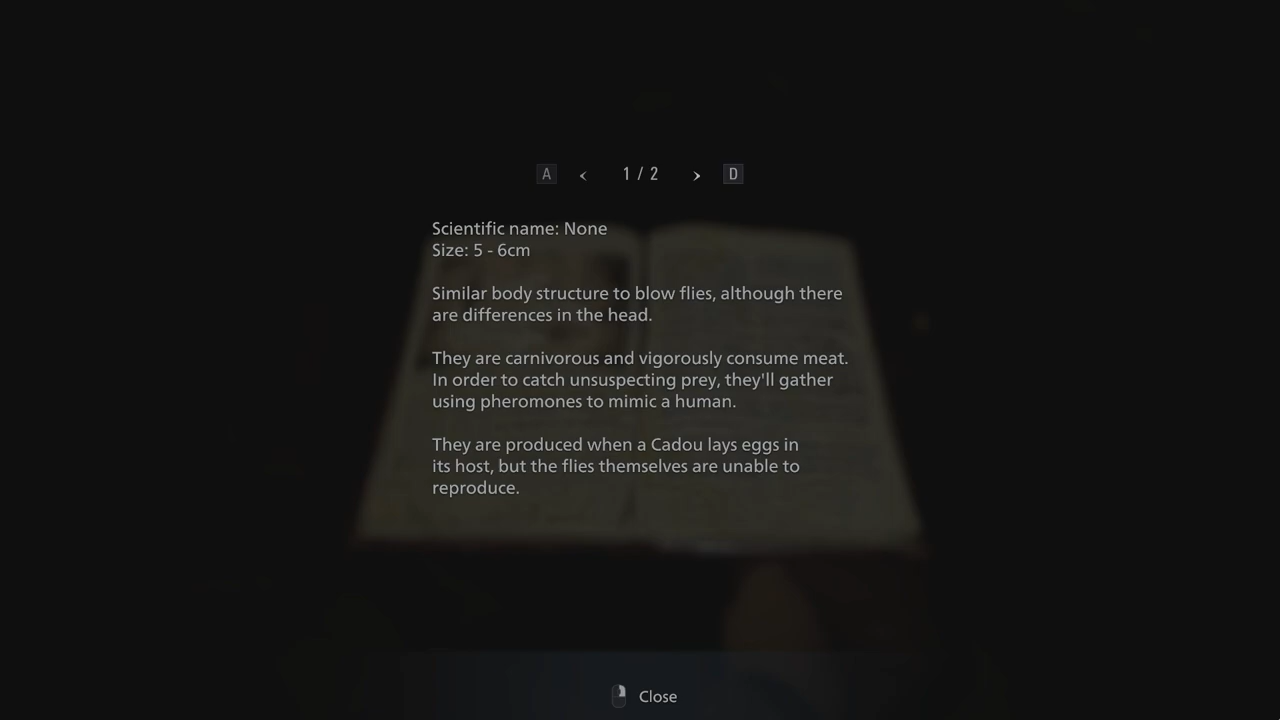 A < 1 / 2 > D
Scientific name: None
Size: 5 - 6cm
Similar body structure to blow flies, although there
are differences in the head.
They are carnivorous and vigorously consume meat.
In order to catch unsuspecting prey, they'll gather
using pheromones to mimic a human.
They are produced when a Cadou lays eggs in
its host, but the flies themselves are unable to
reproduce.
Close